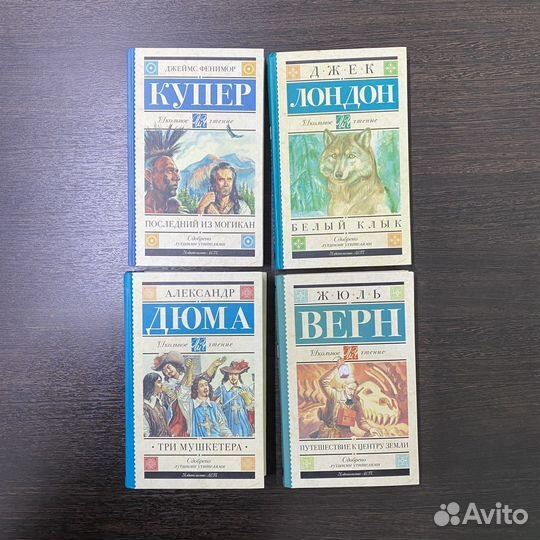 ДЖЕЙМС ФЕНИМОР
КУПЕР
Школьное чтение
ПОСЛЕДНИЙ ИЗ МОГИКАН
Одобрено
лучшими учителями
Издательство АСТ
ДЖЕК
ЛОНДОН
Школьное чтение
БЕЛЫЙ КЛЫК
Одобрено
лучшими учителями
Издательство АСТ
АЛЕКСАНДР
ДЮМА
Школьное чтение
·ТРИ МУШКЕТЕРА·
Одобрено
лучшими учителями
Издательство АСТ
Ж·Ю·Л·Ь
ВЕРН
Школьное чтение
ПУТЕШЕСТВИЕ К ЦЕНТРУ ЗЕМЛИ
Одобрено
лучшими учителями
Издательство АСТ
Avito